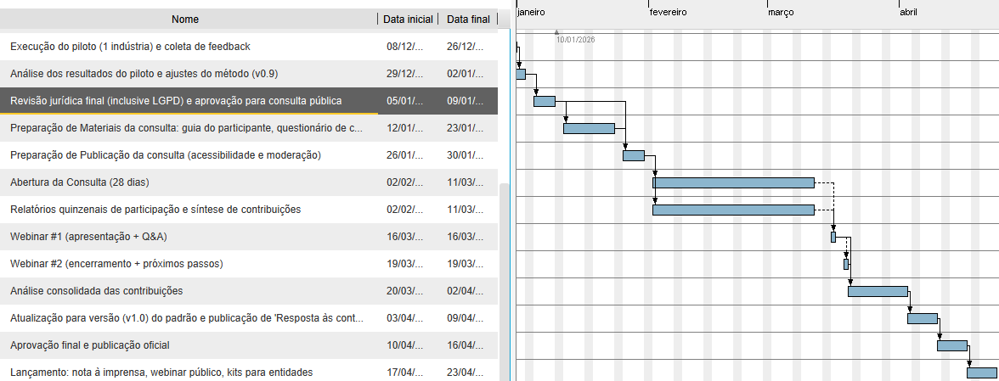 Nome Data inicial Data final janeiro fevereiro março abril
10/01/2026
Execução do piloto (1 indústria) e coleta de feedback 08/12/... 26/12/...
Análise dos resultados do piloto e ajustes do método (v0.9) 29/12/... 02/01/...
Revisão jurídica final (inclusive LGPD) e aprovação para consulta pública 05/01/... 09/01/...
Preparação de Materiais da consulta: guia do participante, questionário de c... 12/01/... 23/01/...
Preparação de Publicação da consulta (acessibilidade e moderação) 26/01/... 30/01/...
Abertura da Consulta (28 dias) 02/02/... 11/03/...
Relatórios quinzenais de participação e síntese de contribuições 02/02/... 11/03/...
Webinar #1 (apresentação + Q&A) 16/03/... 16/03/...
Webinar #2 (encerramento + próximos passos) 19/03/... 19/03/...
Análise consolidada das contribuições 20/03/... 02/04/...
Atualização para versão (v1.0) do padrão e publicação de 'Resposta às cont... 03/04/... 09/04/...
Aprovação final e publicação oficial 10/04/... 16/04/...
Lançamento: nota à imprensa, webinar público, kits para entidades 17/04/... 23/04/...